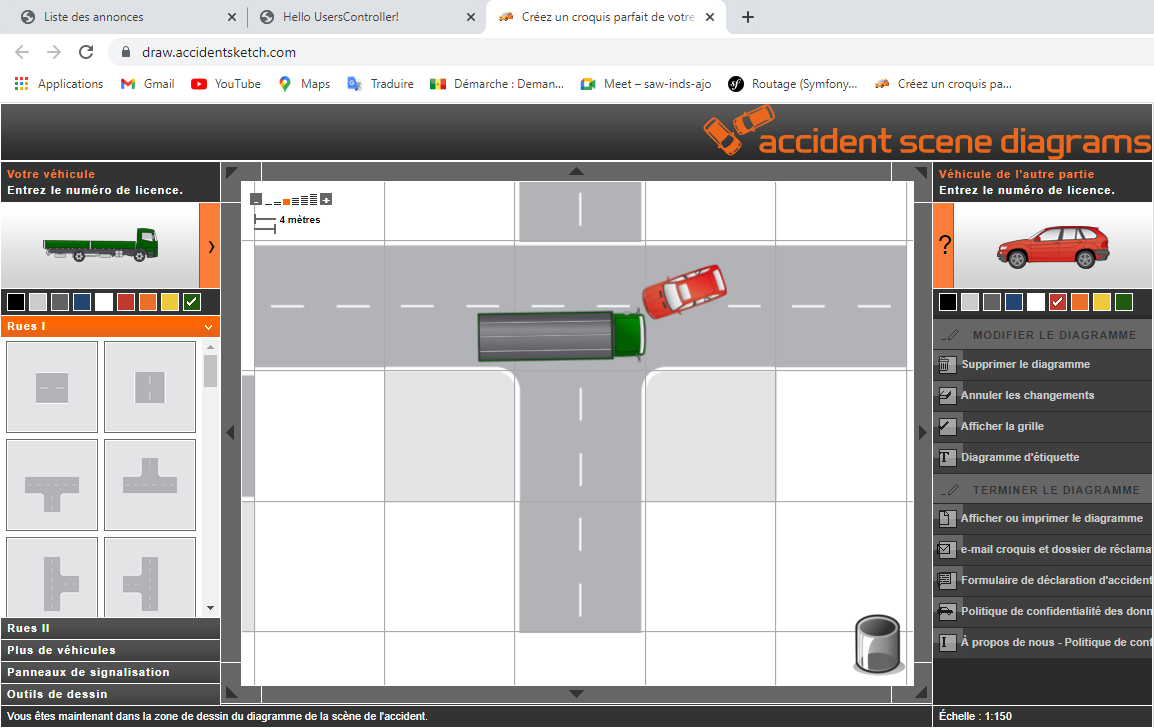 Liste des annonces
Hello UsersController!
Créez un croquis parfait de votre
draw.accidentsketch.com
Applications
Gmail
YouTube
Maps
Traduire
Démarche : Deman...
Meet – saw-inds-ajo
Routage (Symfony...
Créez un croquis pa...
accident scene diagrams
Votre véhicule
Entrez le numéro de licence.
Véhicule de l'autre partie
Entrez le numéro de licence.
4 mètres
?
Rues I
MODIFIER LE DIAGRAMME
Supprimer le diagramme
Annuler les changements
Afficher la grille
Diagramme d'étiquette
TERMINER LE DIAGRAMME
Afficher ou imprimer le diagramme
e-mail croquis et dossier de réclama
Formulaire de déclaration d'accident
Politique de confidentialité des donn
À propos de nous - Politique de conf
Rues II
Plus de véhicules
Panneaux de signalisation
Outils de dessin
Vous êtes maintenant dans la zone de dessin du diagramme de la scène de l'accident.
Échelle : 1:150